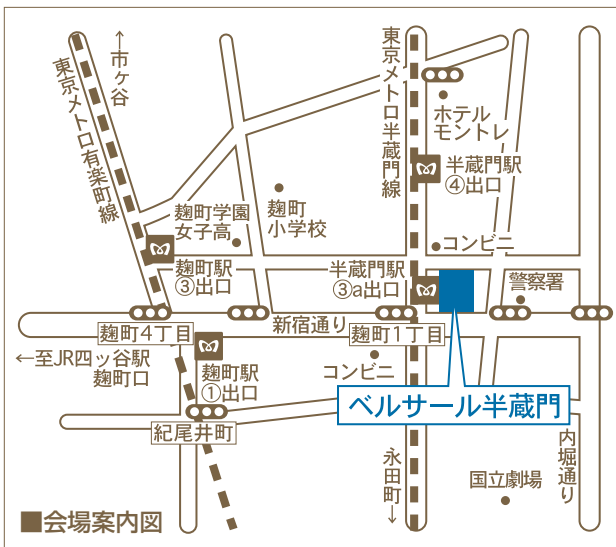 ↑市ヶ谷
東京メトロ有楽町線
東京メトロ半蔵門線
ホテル
モントレ
半蔵門駅
④出口
麹町
小学校
麹町学園
女子高
コンビニ
麹町駅
③出口
半蔵門駅
③a出口
警察署
新宿通り
麹町4丁目
麹町1丁目
←至JR四ッ谷駅
麹町口
麹町駅
①出口
コンビニ
ベルサール半蔵門
紀尾井町
永田町→
国立劇場
内堀通り
■会場案内図